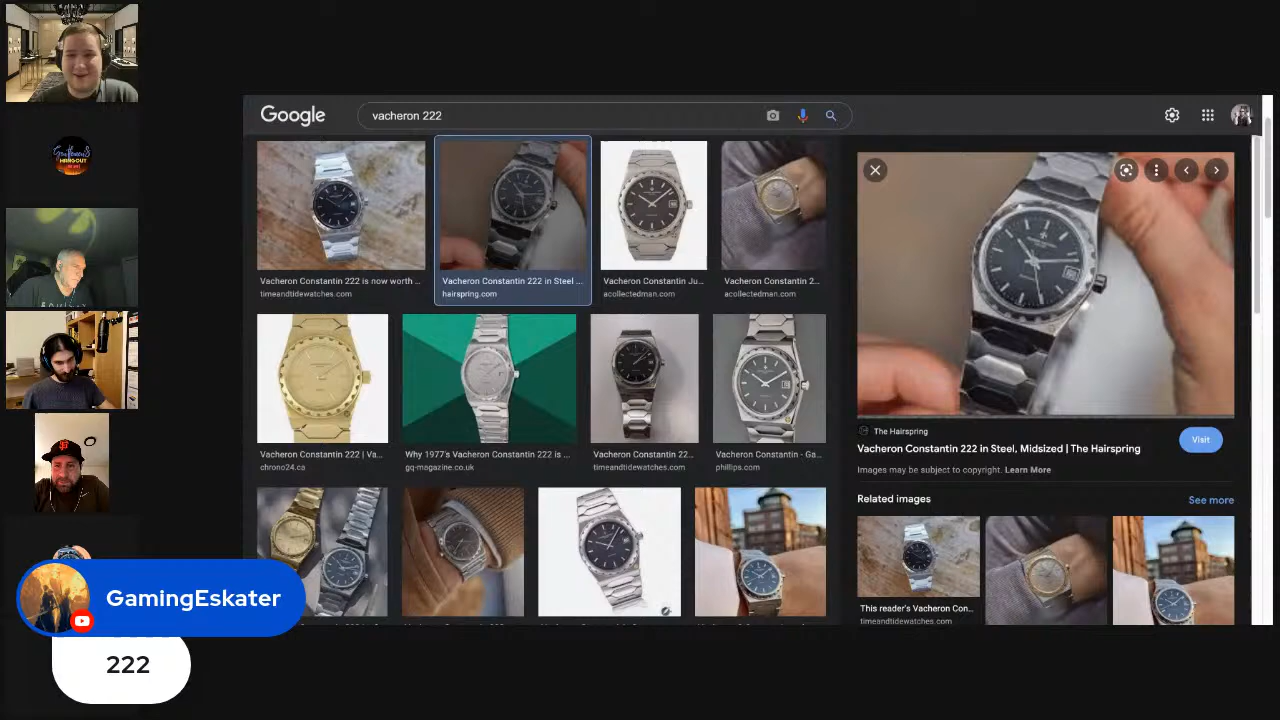 Google
vacheron 222
Vacheron Constantin 222 is now worth ...
timeandtidewatches.com
Vacheron Constantin 222 in Steel ...
hairspring.com
Vacheron Constantin Ju...
acollectedman.com
Vacheron Constantin 2...
acollectedman.com
Vacheron Constantin 222 | Va...
chrono24.ca
Why 1977's Vacheron Constantin 222 is ...
gq-magazine.co.uk
Vacheron Constantin 22...
timeandtidewatches.com
Vacheron Constantin - Ga...
phillips.com
The Hairspring
Vacheron Constantin 222 in Steel, Midsized | The Hairspring
Visit
Images may be subject to copyright. Learn More
Related images
See more
This reader's Vacheron Con...
timeandtidewatches.com
GamingEskater
222